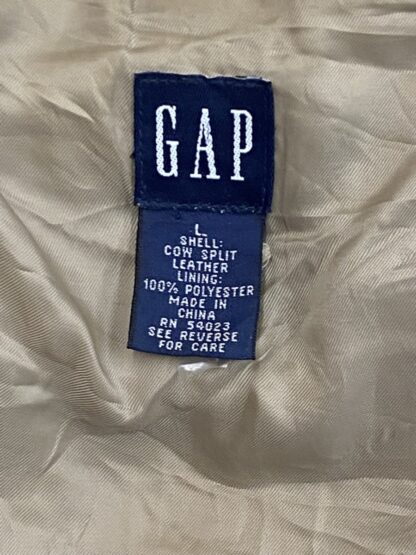 GAP
L
SHELL:
COW SPLIT
LEATHER
LINING:
100% POLYESTER
MADE IN
CHINA
RN 54023
SEE REVERSE
FOR CARE